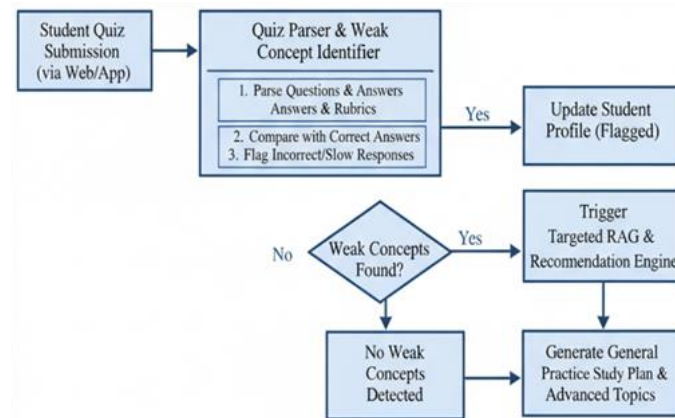 Student Quiz
Submission
(via Web/App)
Quiz Parser & Weak
Concept Identifier
1. Parse Questions & Answers
Answers & Rubrics
2. Compare with Correct Answers
3. Flag Incorrect/Slow Responses
Yes
Update Student
Profile (Flagged)
No
Weak Concepts
Found?
Yes
Trigger
Targeted RAG &
Recomendation Engine
No Weak
Concepts
Detected
Generate General
Practice Study Plan &
Advanced Topics